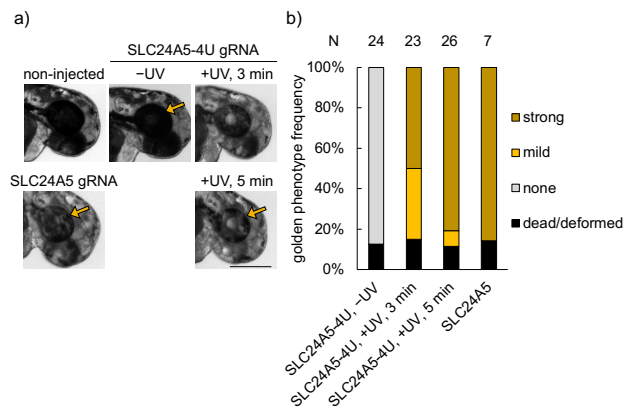 a)
SLC24A5-4U gRNA
non-injected
−UV
+UV, 3 min
SLC24A5 gRNA
+UV, 5 min
b)
N
24
23
26
7
golden phenotype frequency
100%
80%
60%
40%
20%
0%
SLC24A5-4U, −UV
SLC24A5-4U, +UV, 3 min
SLC24A5-4U, +UV, 5 min
SLC24A5
strong
mild
none
dead/deformed